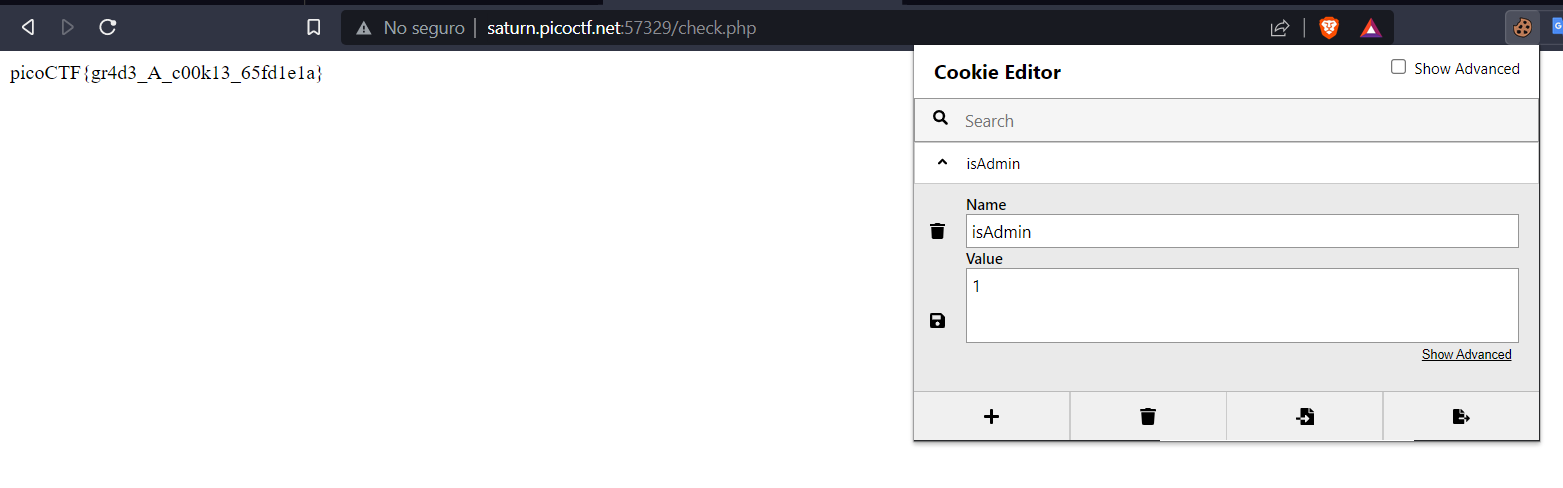 No seguro | saturn.picoctf.net:57329/check.php
picoCTF{gr4d3_A_c00k13_65fd1e1a}
Cookie Editor
Show Advanced
Search
isAdmin
Name
isAdmin
Value
1
Show Advanced